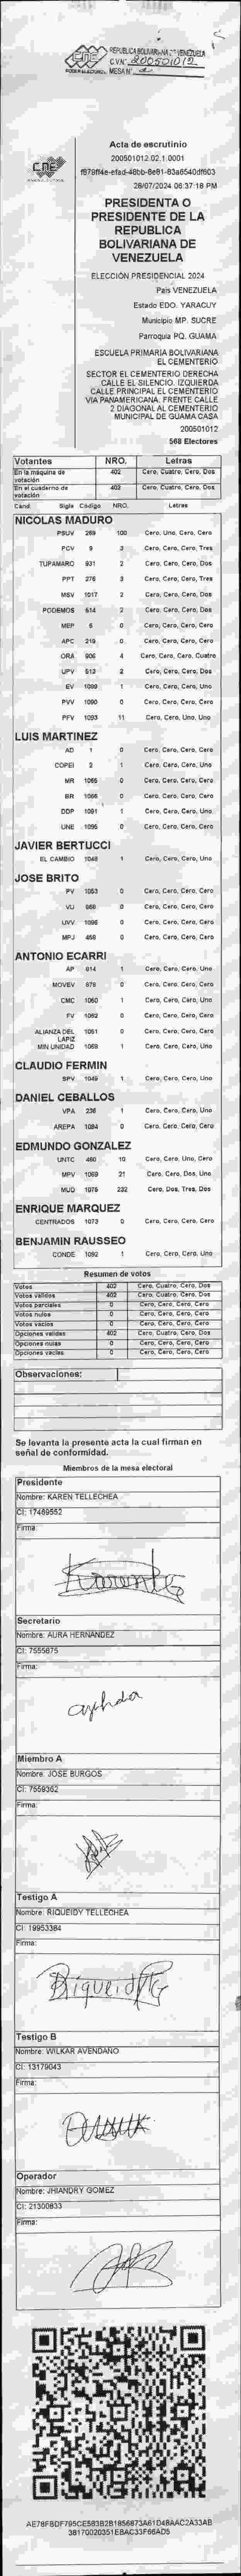 REPUBLICA BOLIVARIANA DE VENEZUELA
C.V.N° 200501012
PODER ELECTORAL MESA N° 2
CNE
Acta de escrutinio
200501012.02.1.0001
28/07/2024 06:37:18 PM
PRESIDENTA O
PRESIDENTE DE LA
REPUBLICA
BOLIVARIANA DE
VENEZUELA
ELECCIÓN PRESIDENCIAL 2024
País VENEZUELA
Estado EDO. YARACUY
Municipio MP. SUCRE
Parroquia PQ. GUAMA
ESCUELA PRIMARIA BOLIVARIANA
EL CEMENTERIO
SECTOR EL CEMENTERIO DERECHA
CALLE EL SILENCIO. IZQUIERDA
CALLE PRINCIPAL EL CEMENTERIO
VIA PANAMERICANA. FRENTE CALLE
2 DIAGONAL AL CEMENTERIO
MUNICIPAL DE GUAMA CASA
200501012
568 Electores
Votantes NRO. Letras
En la máquina de votación 402 Cero, Cuatro, Cero, Dos
En el cuaderno de votación 402 Cero, Cuatro, Cero, Dos
Cand. Sigla Código NRO. Letras
NICOLAS MADURO
PSUV 269 100 Cero, Uno, Cero, Cero
PCV 9 3 Cero, Cero, Cero, Tres
TUPAMARO 931 2 Cero, Cero, Cero, Dos
PPT 276 3 Cero, Cero, Cero, Tres
MSV 1017 2 Cero, Cero, Cero, Dos
PODEMOS 514 2 Cero, Cero, Cero, Dos
MEP 6 0 Cero, Cero, Cero, Cero
APC 219 0 Cero, Cero, Cero, Cero
ORA 906 4 Cero, Cero, Cero, Cuatro
UPV 513 2 Cero, Cero, Cero, Dos
EV 1089 1 Cero, Cero, Cero, Uno
PVV 1090 0 Cero, Cero, Cero, Cero
PFV 1093 11 Cero, Cero, Uno, Uno
LUIS MARTINEZ
AD 1 0 Cero, Cero, Cero, Cero
COPEI 2 1 Cero, Cero, Cero, Uno
MR 1065 0 Cero, Cero, Cero, Cero
BR 1066 0 Cero, Cero, Cero, Cero
DDP 1091 1 Cero, Cero, Cero, Uno
UNE 1095 0 Cero, Cero, Cero, Cero
JAVIER BERTUCCI
EL CAMBIO 1048 1 Cero, Cero, Cero, Uno
JOSE BRITO
PV 1053 0 Cero, Cero, Cero, Cero
VU 968 0 Cero, Cero, Cero, Cero
UVV 1096 0 Cero, Cero, Cero, Cero
MPJ 458 0 Cero, Cero, Cero, Cero
ANTONIO ECARRI
AP 914 1 Cero, Cero, Cero, Uno
MOVEV 979 0 Cero, Cero, Cero, Cero
CMC 1060 1 Cero, Cero, Cero, Uno
FV 1062 0 Cero, Cero, Cero, Cero
ALIANZA DEL LAPIZ 1061 0 Cero, Cero, Cero, Cero
MIN UNIDAD 1068 1 Cero, Cero, Cero, Uno
CLAUDIO FERMIN
SPV 1049 1 Cero, Cero, Cero, Uno
DANIEL CEBALLOS
VPA 236 1 Cero, Cero, Cero, Uno
AREPA 1084 0 Cero, Cero, Cero, Cero
EDMUNDO GONZALEZ
UNTC 460 10 Cero, Cero, Uno, Cero
MPV 1069 21 Cero, Cero, Dos, Uno
MUD 1075 232 Cero, Dos, Tres, Dos
ENRIQUE MARQUEZ
CENTRADOS 1073 0 Cero, Cero, Cero, Cero
BENJAMIN RAUSSEO
CONDE 1092 1 Cero, Cero, Cero, Uno
Resumen de votos
Votos 402 Cero, Cuatro, Cero, Dos
Votos válidos 402 Cero, Cuatro, Cero, Dos
Votos parciales 0 Cero, Cero, Cero, Cero
Votos nulos 0 Cero, Cero, Cero, Cero
Votos vacíos 0 Cero, Cero, Cero, Cero
Opciones validas 402 Cero, Cuatro, Cero, Dos
Opciones nulas 0 Cero, Cero, Cero, Cero
Opciones vacías 0 Cero, Cero, Cero, Cero
Observaciones:
Se levanta la presente acta la cual firman en
señal de conformidad.
Miembros de la mesa electoral
Presidente
Nombre: KAREN TELLECHEA
CI: 17469552
Firma:
Secretario
Nombre: AURA HERNANDEZ
CI: 7555675
Firma:
Miembro A
Nombre: JOSE BURGOS
CI: 7559362
Firma:
Testigo A
Nombre: RIQUEIDY TELLECHEA
CI: 19953384
Firma:
Testigo B
Nombre: WILKAR AVENDAÑO
CI: 13179043
Firma:
Operador
Nombre: JHIANDRY GOMEZ
CI: 21300833
Firma: